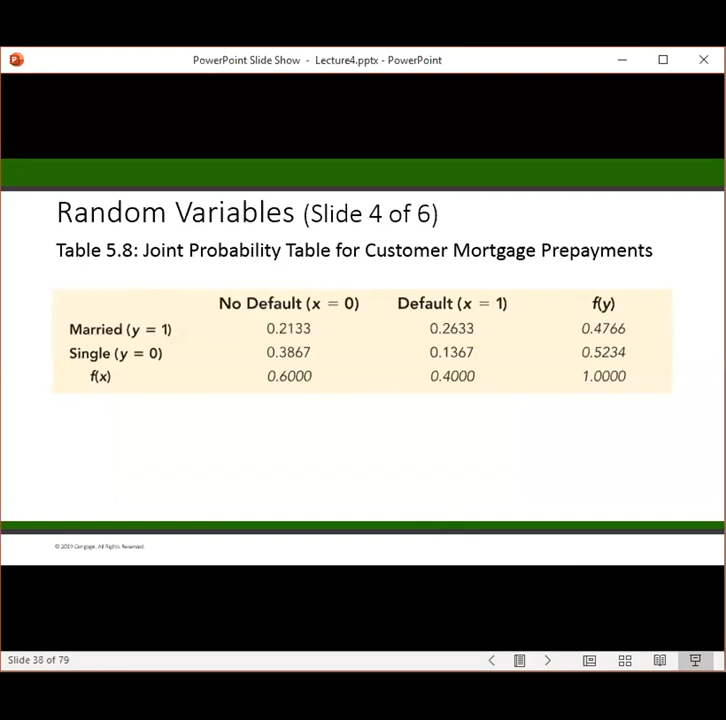 PowerPoint Slide Show - Lecture4.pptx - PowerPoint
Random Variables (Slide 4 of 6)
Table 5.8: Joint Probability Table for Customer Mortgage Prepayments
No Default (x = 0) Default (x = 1) f(y)
Married (y = 1) 0.2133 0.2633 0.4766
Single (y = 0) 0.3867 0.1367 0.5234
f(x) 0.6000 0.4000 1.0000
© 2019 Cengage. All Rights Reserved.
Slide 38 of 79